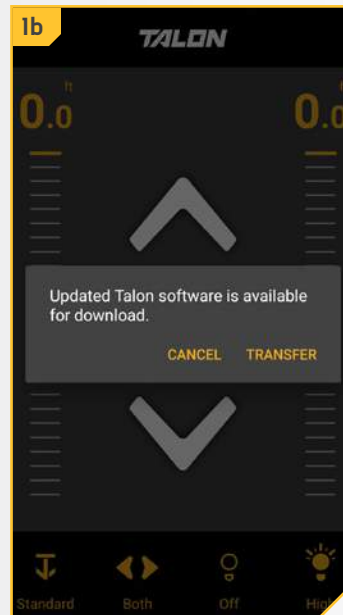 1b
TALON
ft
0.0
0.0
Updated Talon software is available
for download.
CANCEL TRANSFER
Standard Both Off High